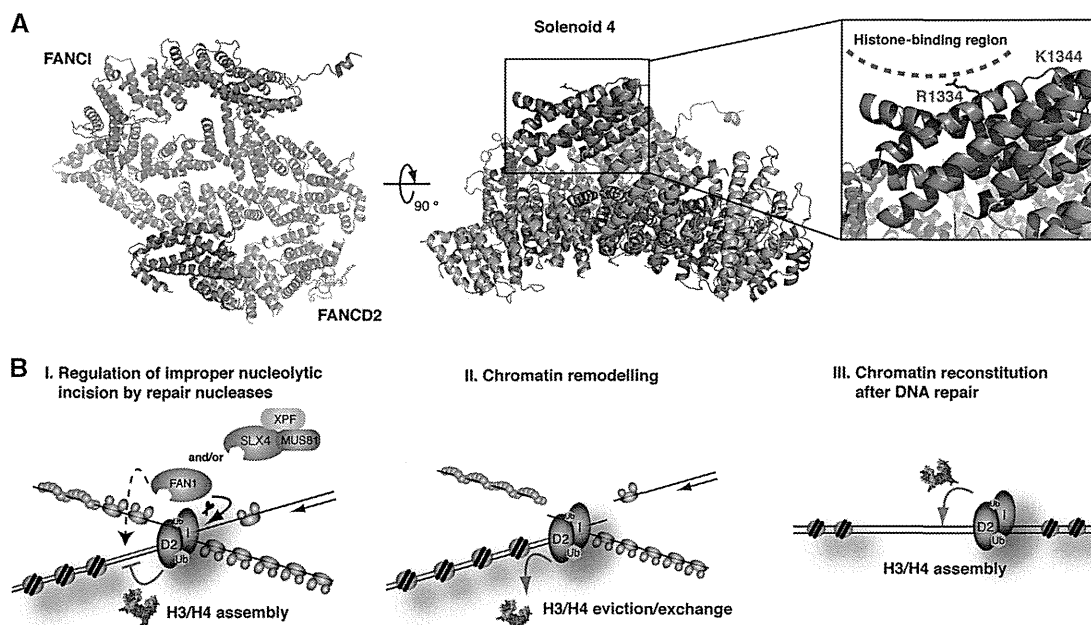 A
FANCI
FANCD2
90 °
Solenoid 4
Histone-binding region
K1344
R1334
B
I. Regulation of improper nucleolytic
incision by repair nucleases
XPF
SLX4
MUS81
and/or
FAN1
Ub
I
D2
Ub
H3/H4 assembly
II. Chromatin remodelling
Ub
I
D2
Ub
H3/H4 eviction/exchange
III. Chromatin reconstitution
after DNA repair
Ub
I
D2
Ub
H3/H4 assembly